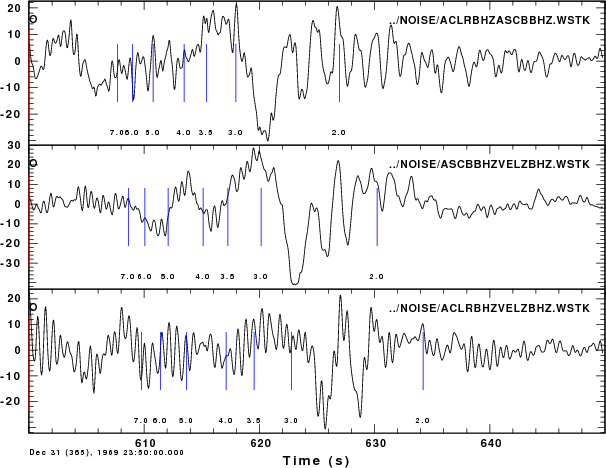 20
O
../NOISE/ACLRBHZASCBBHZ.WSTK
10
0
-10
-20
7.0 6.0 5.0 4.0 3.5 3.0 2.0
30
20
O
../NOISE/ASCBBHZVELZBHZ.WSTK
10
0
-10
-20
-30
7.0 6.0 5.0 4.0 3.5 3.0 2.0
20
O
../NOISE/ACLRBHZVELZBHZ.WSTK
10
0
-10
-20
7.0 6.0 5.0 4.0 3.5 3.0 2.0
610 620 630 640
Dec 31 (365), 1969 23:50:00.000
Time (s)